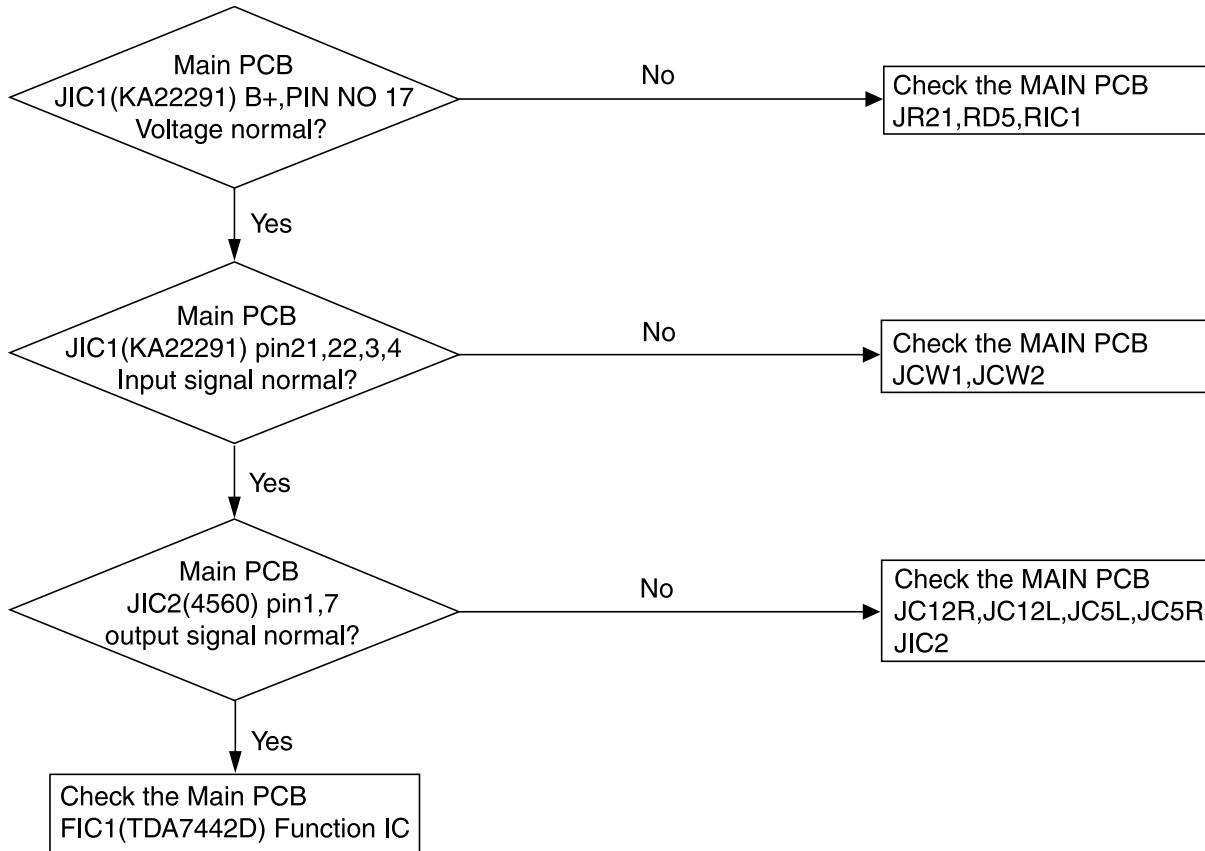 Main PCB
JIC1(KA22291) B+,PIN NO 17
Voltage normal?
No
Check the MAIN PCB
JR21,RD5,RIC1
Yes
Main PCB
JIC1(KA22291) pin21,22,3,4
Input signal normal?
No
Check the MAIN PCB
JCW1,JCW2
Yes
Main PCB
JIC2(4560) pin1,7
output signal normal?
No
Check the MAIN PCB
JC12R,JC12L,JC5L,JC5R
JIC2
Yes
Check the Main PCB
FIC1(TDA7442D) Function IC